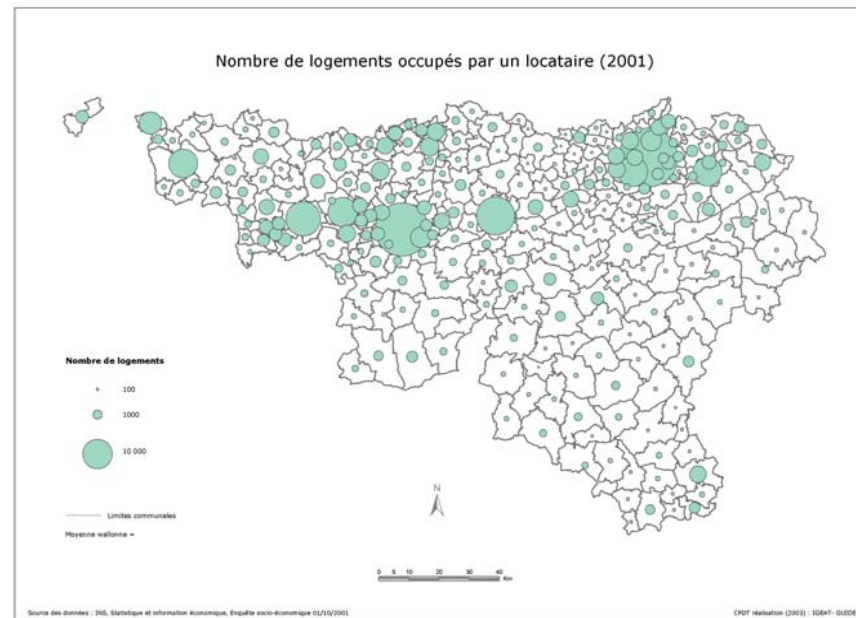 Nombre de logements occupés par un locataire (2001)
Nombre de logements
100
1000
10 000
Limites communales
Moyenne wallonne =
N
0 5 10 20 30 40
Km
Source des données : INS, Statistique et information économique, Enquête socio-économique 01/10/2001
CPDT réalisation (2003) : IGEAT- GUIDE